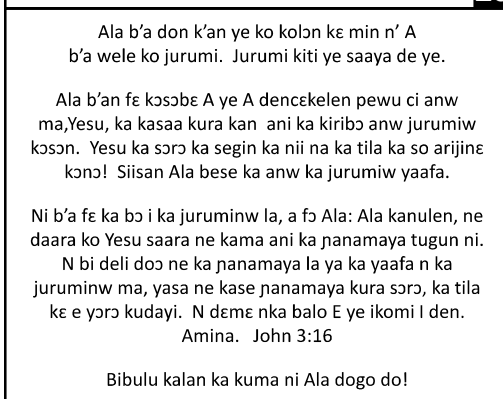 Ala b’a don k’an ye ko kolɔn kɛ min n’ A
b’a wele ko jurumi. Jurumi kiti ye saaya de ye.
Ala b’an fɛ kɔsɔbɛ A ye A dencɛkelen pewu ci anw
ma,Yesu, ka kasaa kura kan ani ka kiribɔ anw jurumiw
kɔsɔn. Yesu ka sɔrɔ ka segin ka nii na ka tila ka so arijinɛ
kɔnɔ! Siisan Ala bese ka anw ka jurumiw yaafa.
Ni b’a fɛ ka bɔ i ka juruminw la, a fɔ Ala: Ala kanulen, ne
daara ko Yesu saara ne kama ani ka ɲanamaya tugun ni.
N bi deli doɔ ne ka ɲanamaya la ya ka yaafa n ka
juruminw ma, yasa ne kase ɲanamaya kura sɔrɔ, ka tila
kɛ e yɔrɔ kudayi. N dɛmɛ nka balo E ye ikomi I den.
Amina. John 3:16
Bibulu kalan ka kuma ni Ala dogo do!